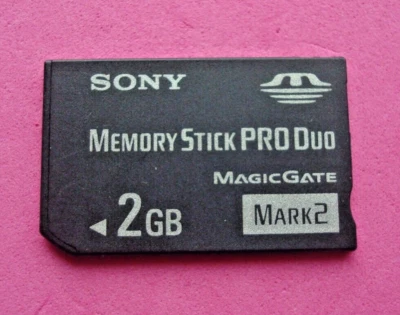 SONY
MEMORY STICK PRO DUO
MAGICGATE
◄ 2GB MARK2